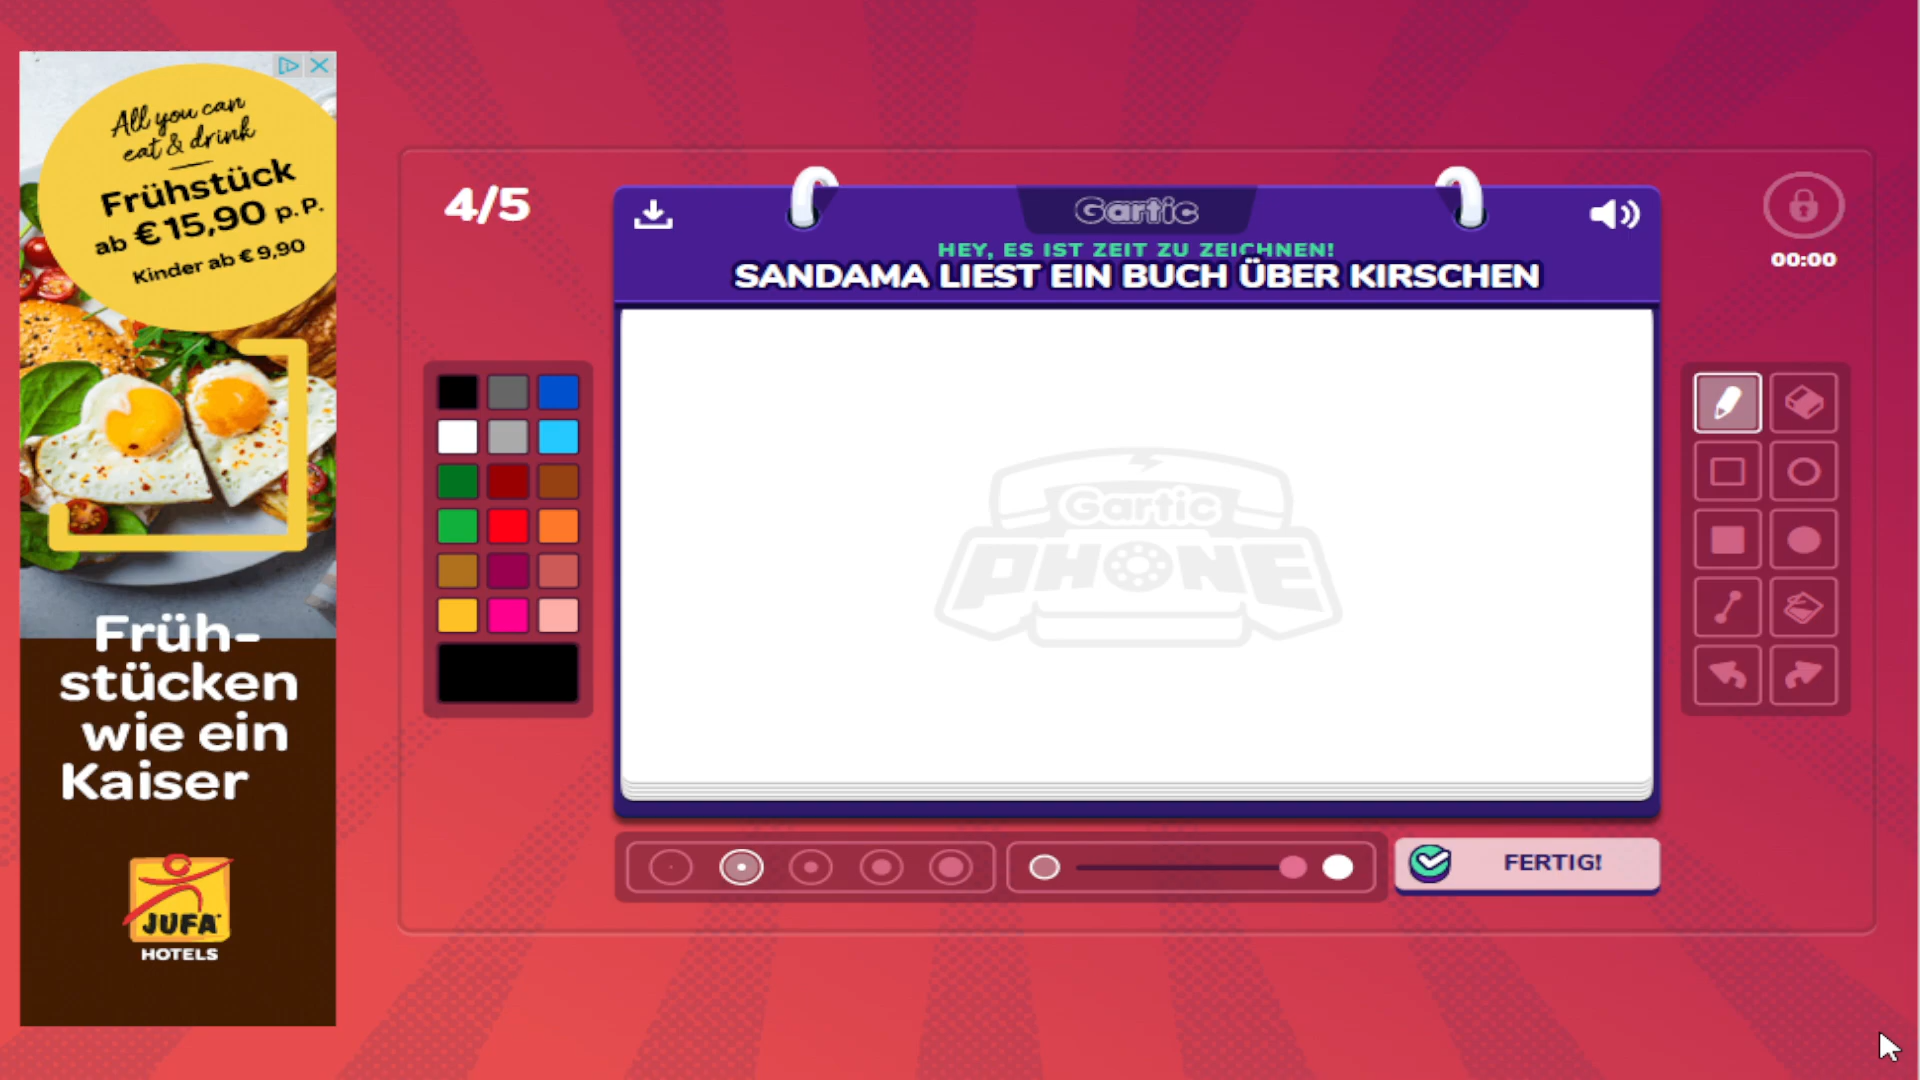 All you can
eat & drink
Frühstück
ab € 15,90 p. P.
Kinder ab € 9,90
Früh-
stücken
wie ein
Kaiser
JUFA
HOTELS
4/5
Gartic
HEY, ES IST ZEIT ZU ZEICHNEN!
SANDAMA LIEST EIN BUCH ÜBER KIRSCHEN
00:00
Gartic
PHONE
FERTIG!